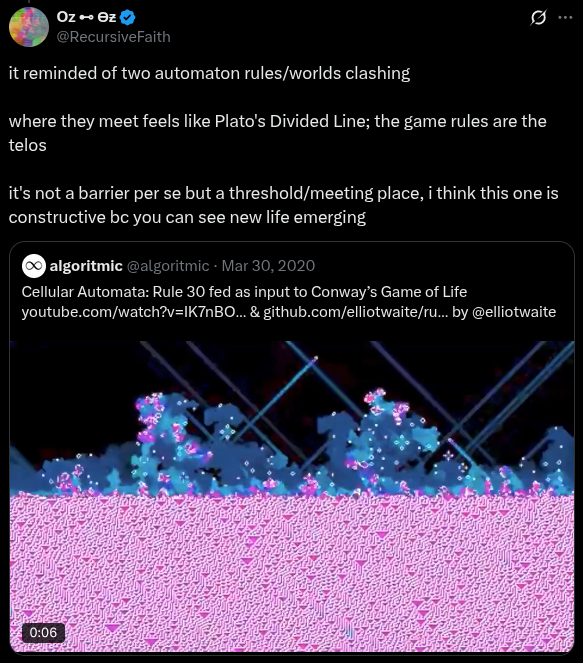 Oz ⊷ Θƶ
@RecursiveFaith
it reminded of two automaton rules/worlds clashing
where they meet feels like Plato's Divided Line; the game rules are the
telos
it's not a barrier per se but a threshold/meeting place, i think this one is
constructive bc you can see new life emerging
algoritmic @algoritmic · Mar 30, 2020
Cellular Automata: Rule 30 fed as input to Conway’s Game of Life
youtube.com/watch?v=IK7nBO… & github.com/elliotwaite/ru… by @elliotwaite
0:06